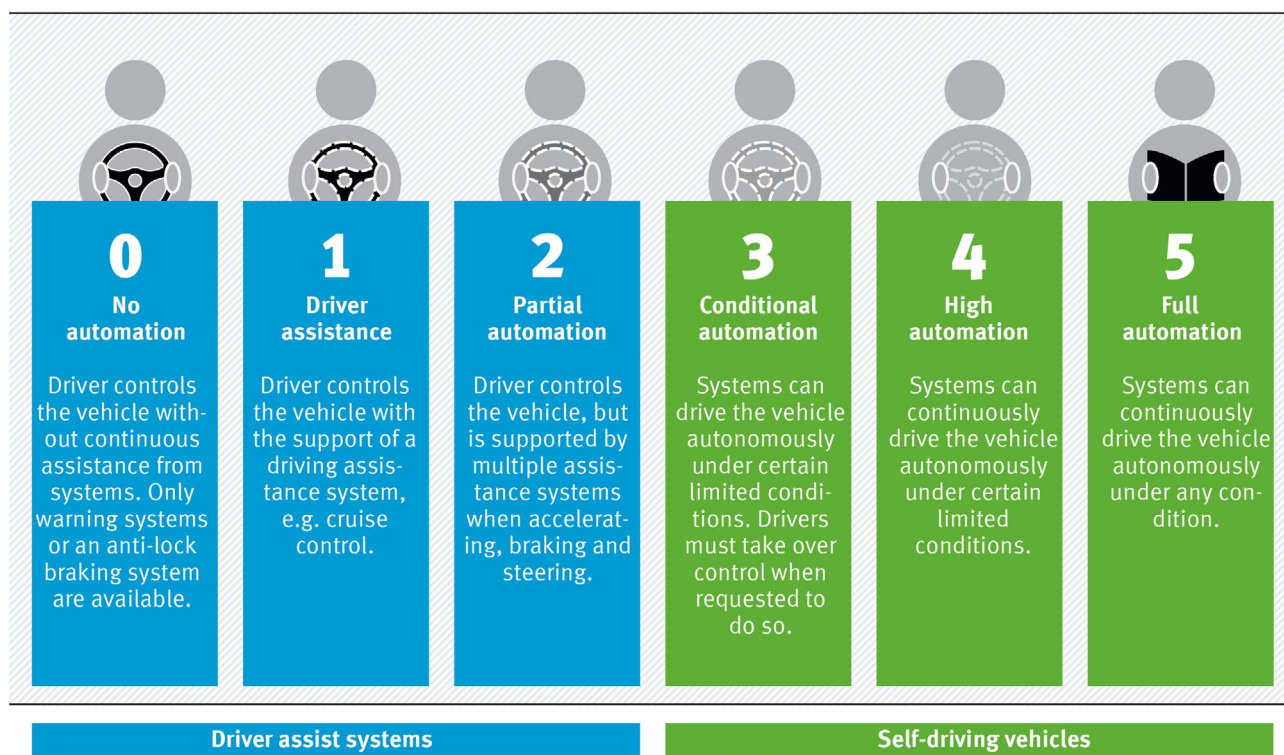 0
No
automation
Driver controls
the vehicle with-
out continuous
assistance from
systems. Only
warning systems
or an anti-lock
braking system
are available.
1
Driver
assistance
Driver controls
the vehicle with
the support of a
driving assis-
tance system,
e.g. cruise
control.
2
Partial
automation
Driver controls
the vehicle, but
is supported by
multiple assis-
tance systems
when accelerat-
ing, braking and
steering.
3
Conditional
automation
Systems can
drive the vehicle
autonomously
under certain
limited condi-
tions. Drivers
must take over
control when
requested to
do so.
4
High
automation
Systems can
continuously
drive the vehicle
autonomously
under certain
limited
conditions.
5
Full
automation
Systems can
continuously
drive the vehicle
autonomously
under any con-
dition.
Driver assist systems
Self-driving vehicles